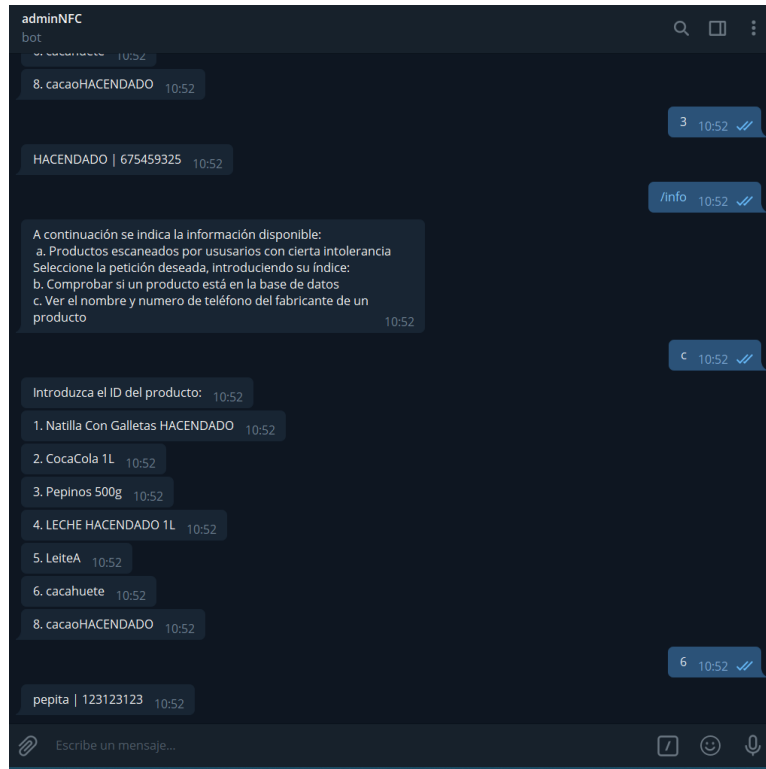 adminNFC
bot
6. cacahuete 10:52
8. cacaoHACENDADO 10:52
3 10:52
HACENDADO | 675459325 10:52
/info 10:52
A continuación se indica la información disponible:
a. Productos escaneados por ususarios con cierta intolerancia
Seleccione la petición deseada, introduciendo su índice:
b. Comprobar si un producto está en la base de datos
c. Ver el nombre y numero de teléfono del fabricante de un
producto 10:52
c 10:52
Introduzca el ID del producto: 10:52
1. Natilla Con Galletas HACENDADO 10:52
2. CocaCola 1L 10:52
3. Pepinos 500g 10:52
4. LECHE HACENDADO 1L 10:52
5. LeiteA 10:52
6. cacahuete 10:52
8. cacaoHACENDADO 10:52
6 10:52
pepita | 123123123 10:52
Escribe un mensaje...